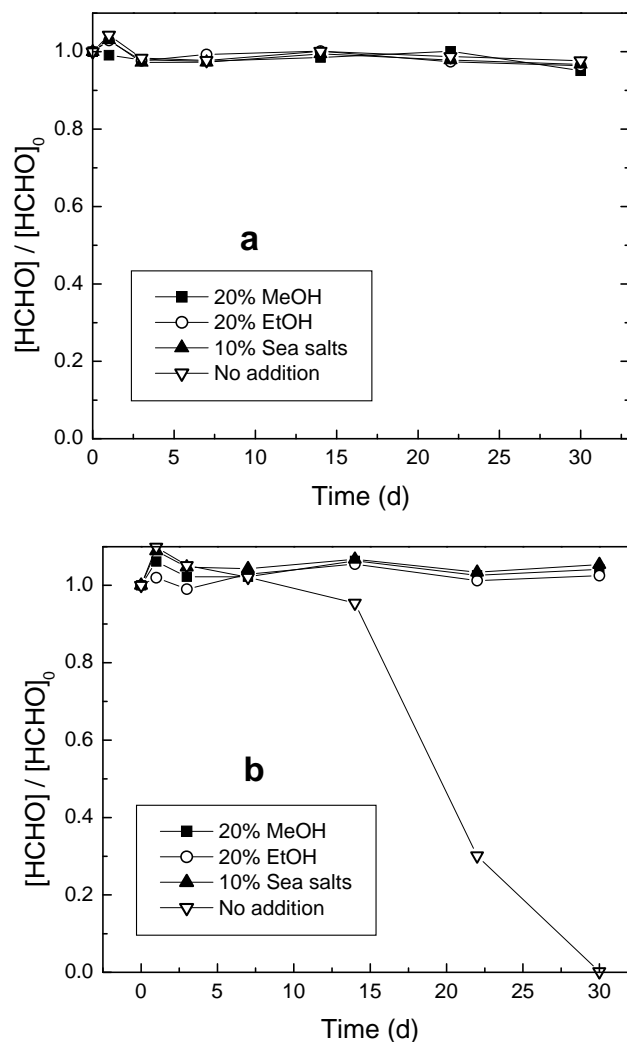 1.0
0.8
0.6
0.4
0.2
0.0
[HCHO] / [HCHO]0
a
20% MeOH
20% EtOH
10% Sea salts
No addition
0 5 10 15 20 25 30
Time (d)
1.0
0.8
0.6
0.4
0.2
0.0
[HCHO] / [HCHO]0
b
20% MeOH
20% EtOH
10% Sea salts
No addition
0 5 10 15 20 25 30
Time (d)